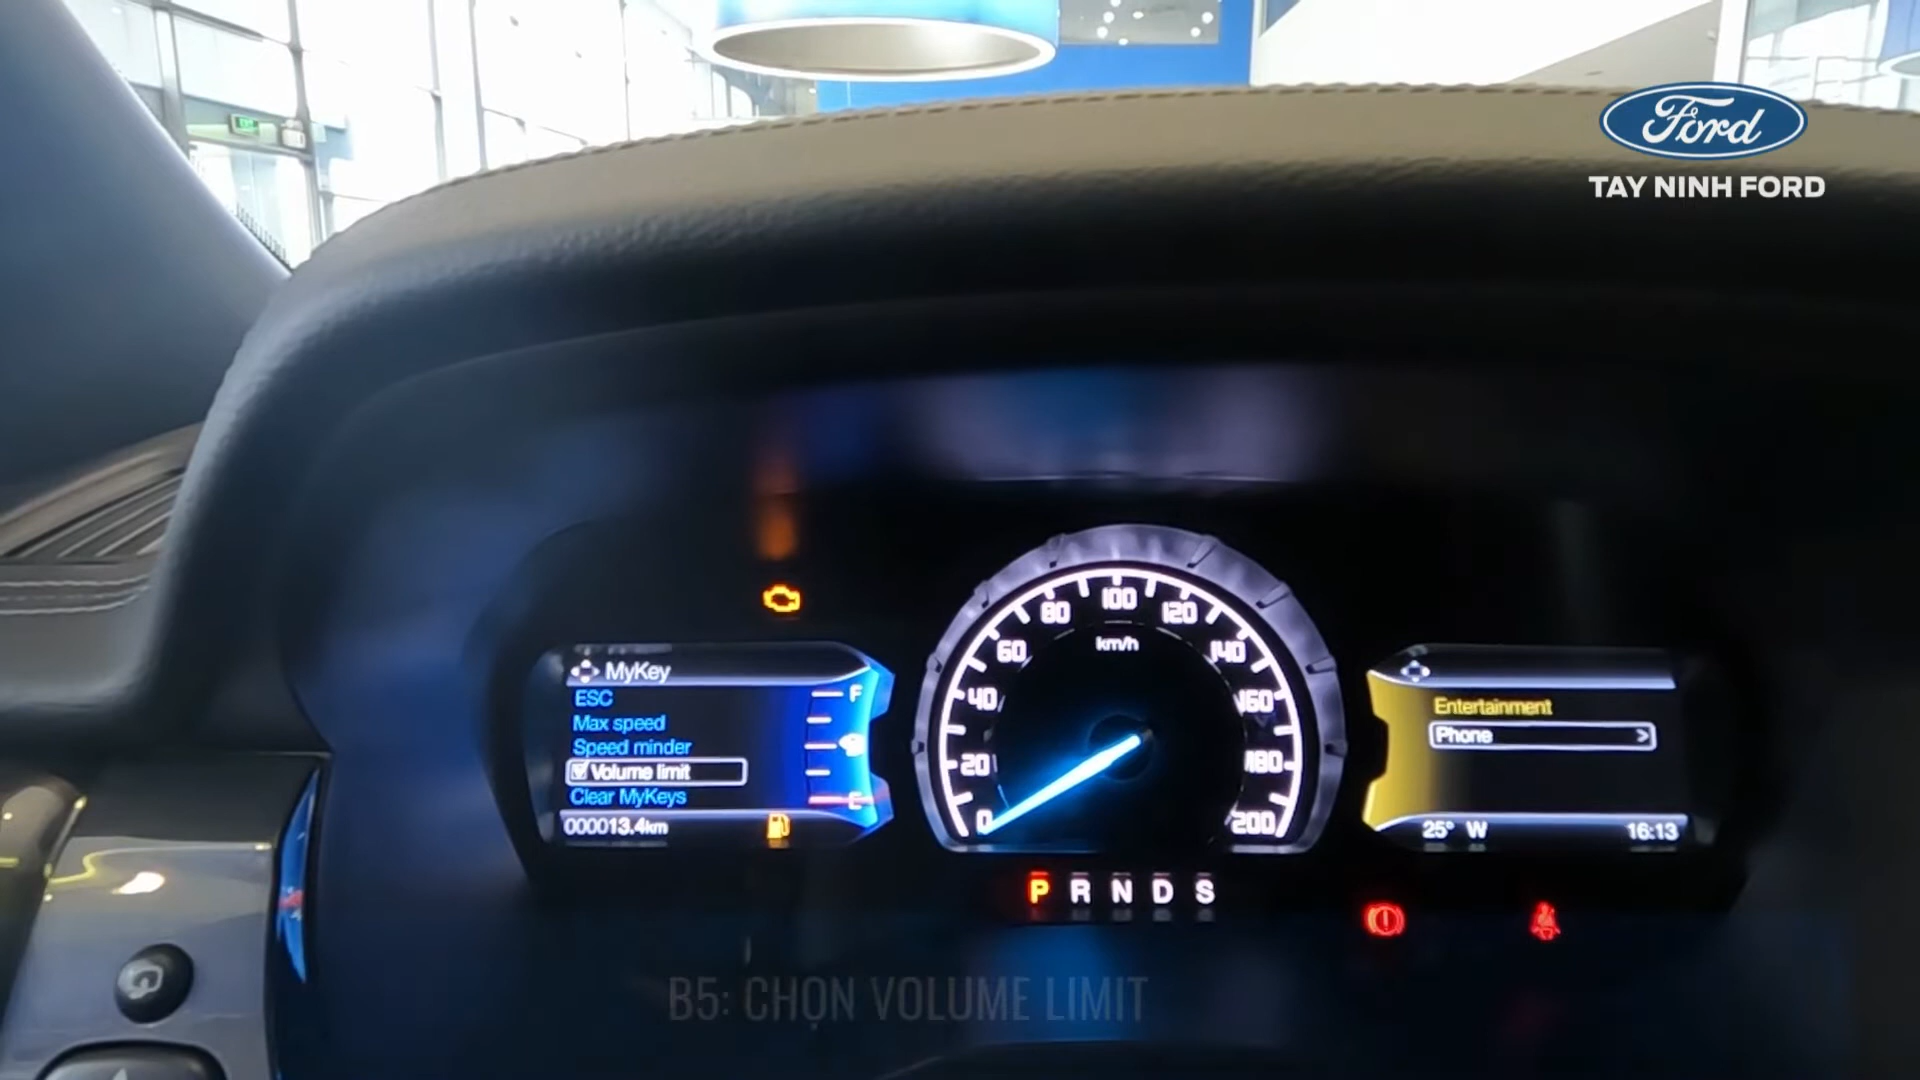 Ford
TAY NINH FORD
EXIT
MyKey
ESC
Max speed
Speed minder
Volume limit
Clear MyKeys
000013.4km
F
E
0
20
40
60
80
100
120
140
160
180
200
km/h
P R N D S
Entertainment
Phone >
25° W
16:13
B5: CHỌN VOLUME LIMIT